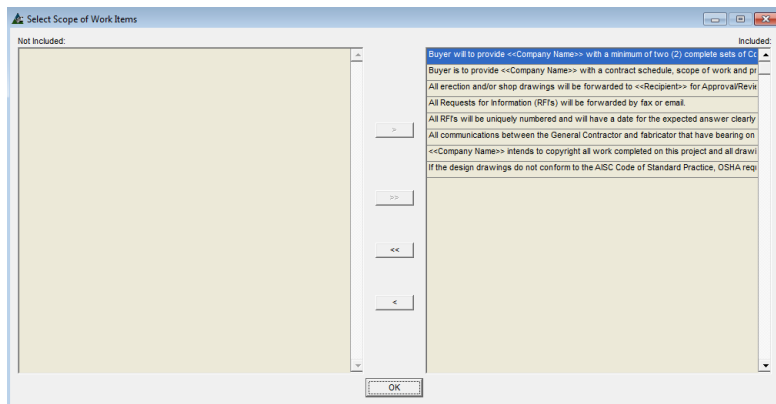 Select Scope of Work Items
Not Included:
Included:
Buyer will to provide <<Company Name>> with a minimum of two (2) complete sets of Co
Buyer is to provide <<Company Name>> with a contract schedule, scope of work and pr
All erection and/or shop drawings will be forwarded to <<Recipient>> for Approval/Revie
All Requests for Information (RFI's) will be forwarded by fax or email.
All RFI's will be uniquely numbered and will have a date for the expected answer clearly
All communications between the General Contractor and fabricator that have bearing on
<<Company Name>> intends to copyright all work completed on this project and all drawi
If the design drawings do not conform to the AISC Code of Standard Practice, OSHA requ
>
>>
<<
<
OK